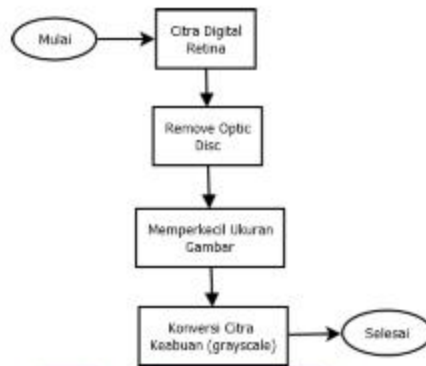 Mulai
Citra Digital
Retina
Remove Optic
Disc
Memperkecil Ukuran
Gambar
Konversi Citra
Keabuan (grayscale)
Selesai